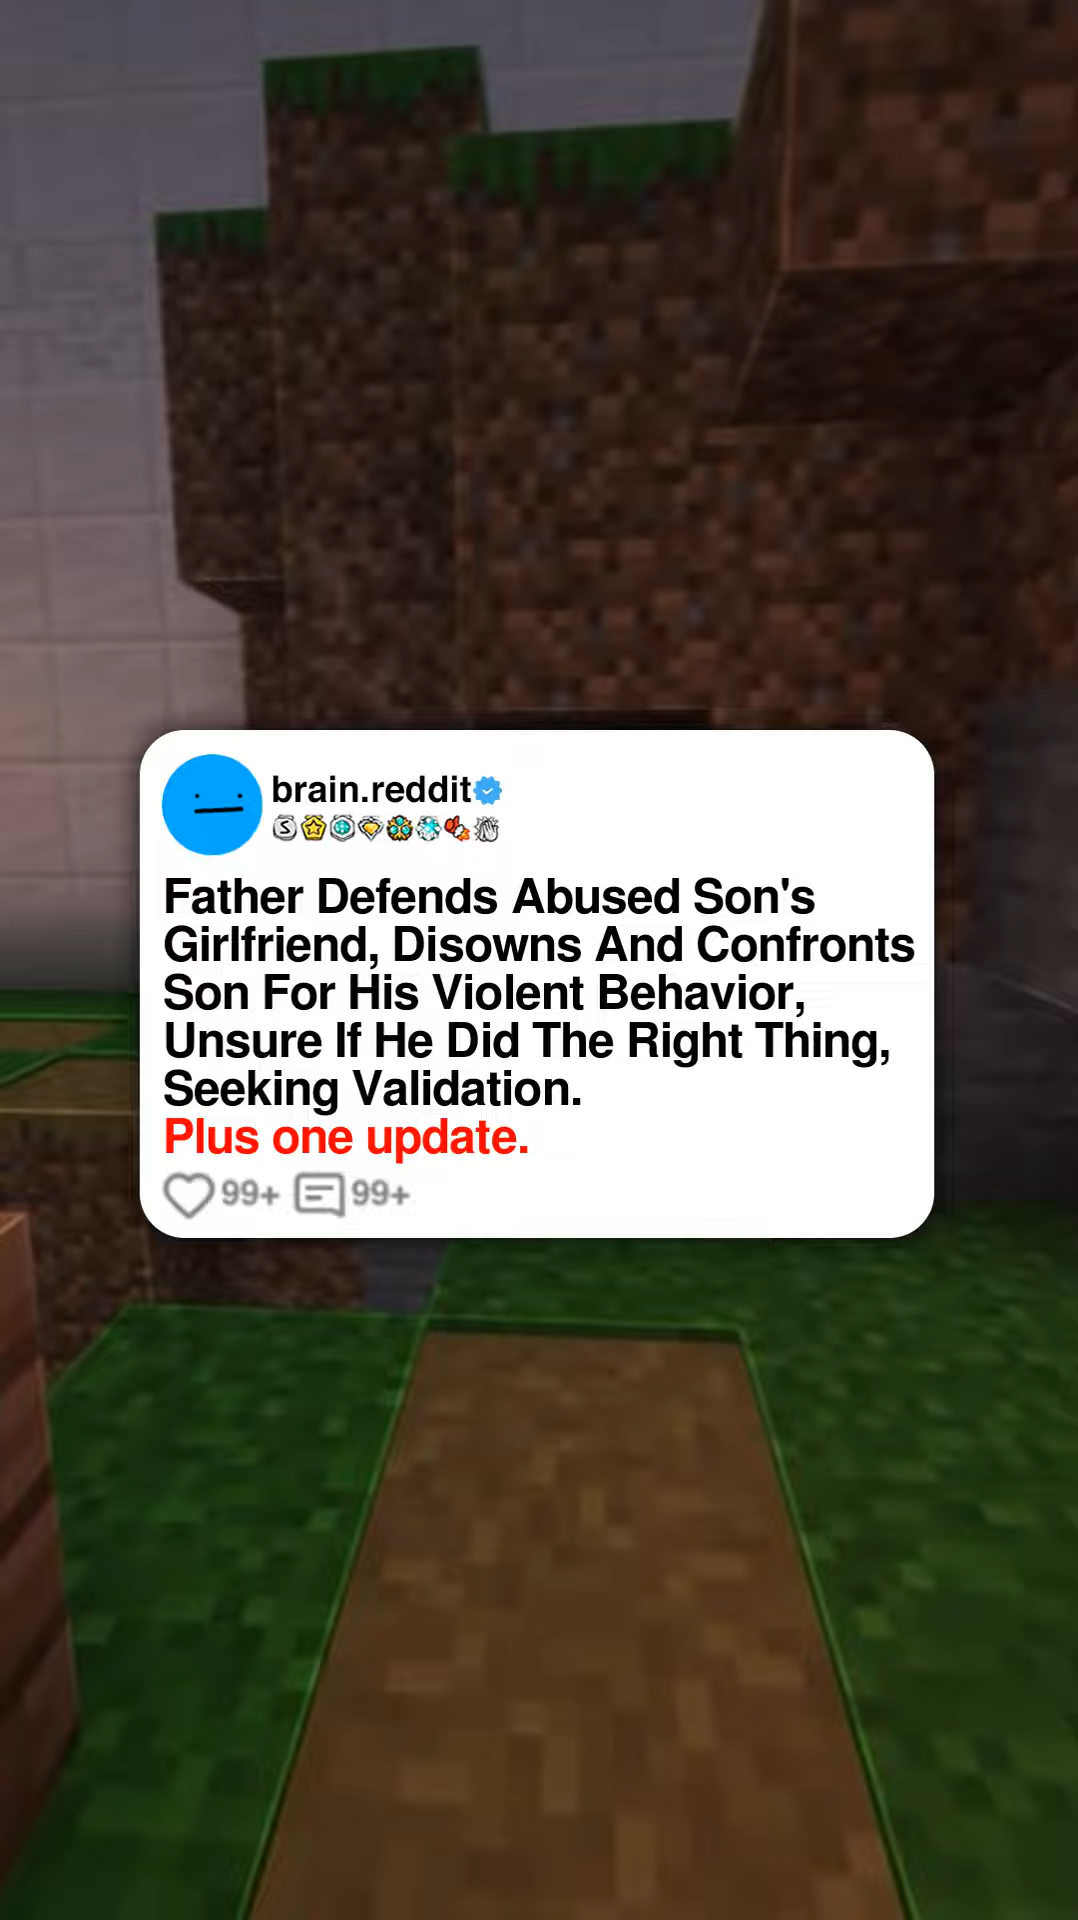 brain.reddit
Father Defends Abused Son's
Girlfriend, Disowns And Confronts
Son For His Violent Behavior,
Unsure If He Did The Right Thing,
Seeking Validation.
Plus one update.
99+ 99+